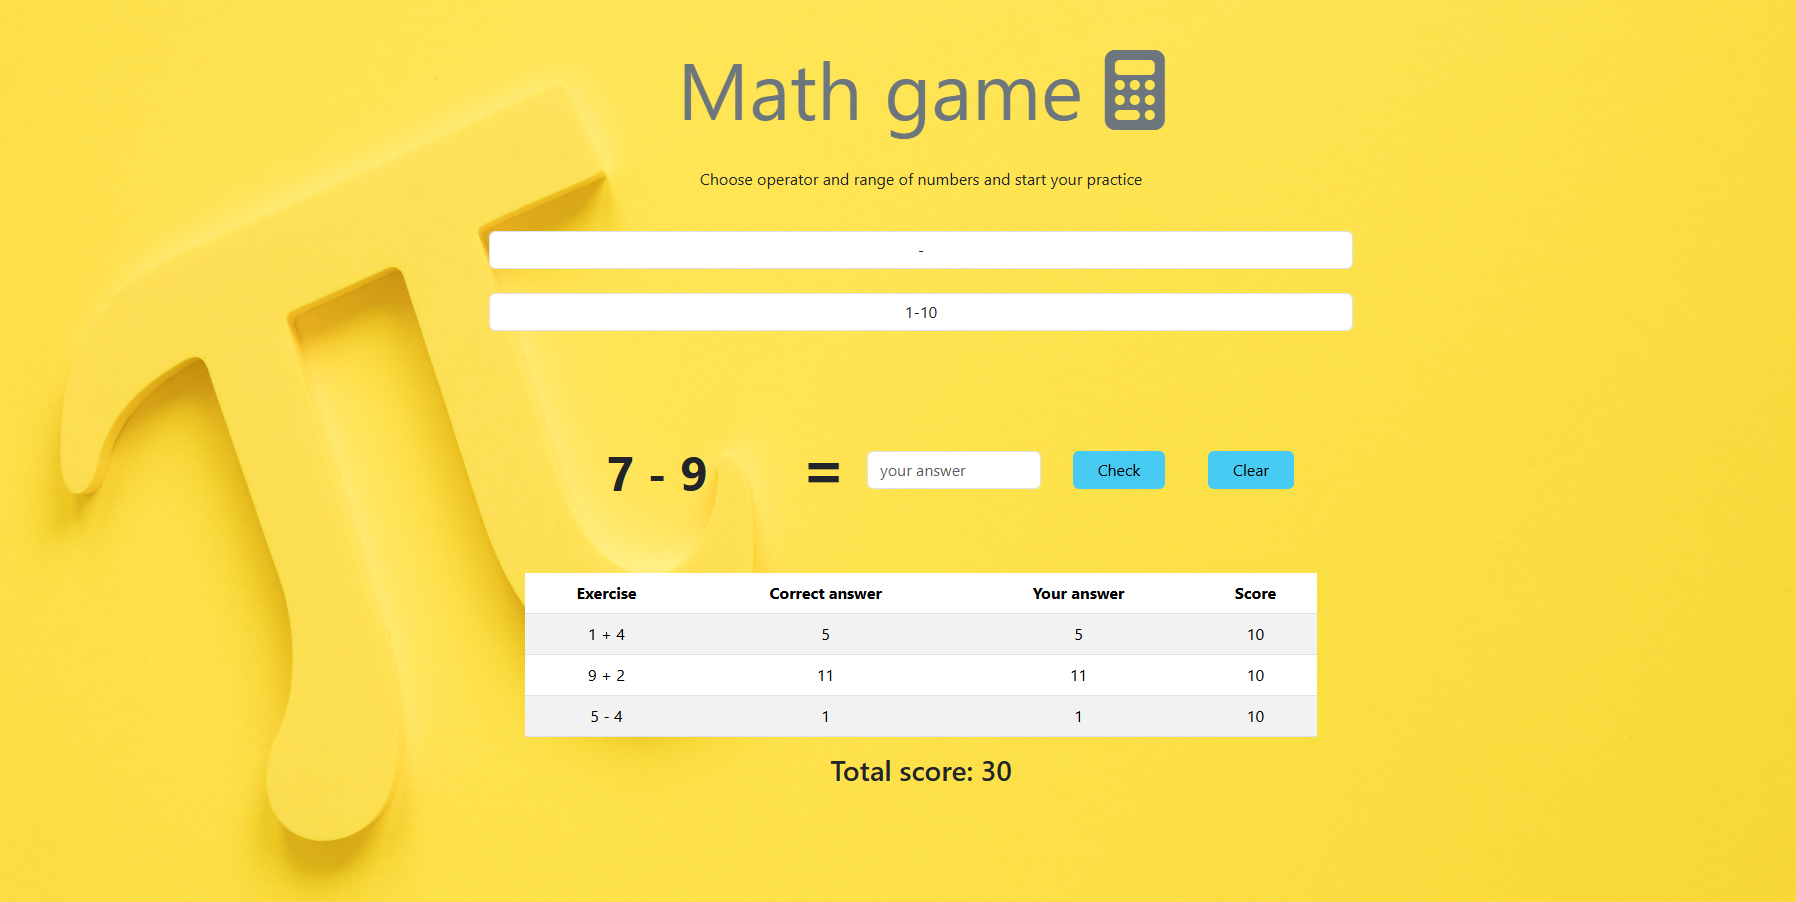 Math game
Choose operator and range of numbers and start your practice
-
1-10
7 - 9 = your answer Check Clear
Exercise Correct answer Your answer Score
1 + 4 5 5 10
9 + 2 11 11 10
5 - 4 1 1 10
Total score: 30